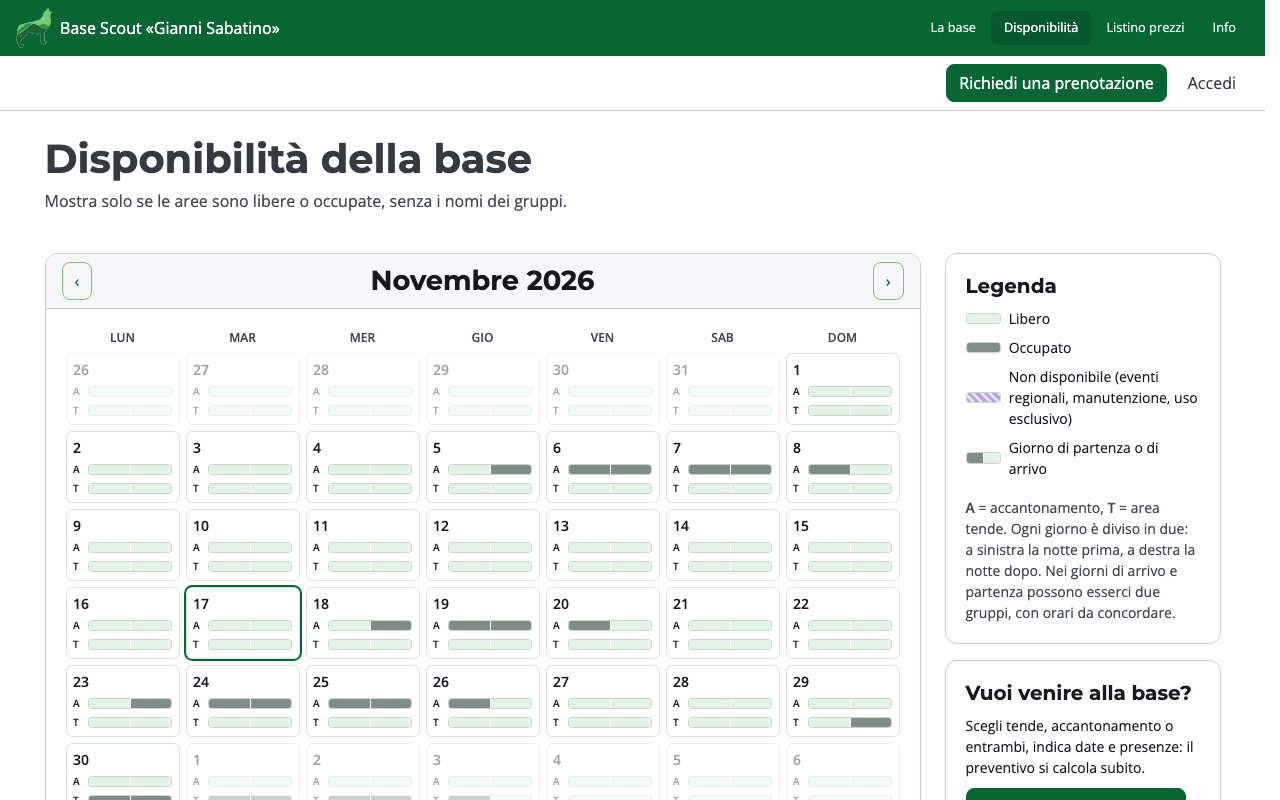 Base Scout «Gianni Sabatino»
La base
Disponibilità
Listino prezzi
Info
Richiedi una prenotazione
Accedi
Disponibilità della base
Mostra solo se le aree sono libere o occupate, senza i nomi dei gruppi.
‹
Novembre 2026
›
LUN MAR MER GIO VEN SAB DOM
26 27 28 29 30 31 1
A A A A A A A
T T T T T T T
2 3 4 5 6 7 8
A A A A A A A
T T T T T T T
9 10 11 12 13 14 15
A A A A A A A
T T T T T T T
16 17 18 19 20 21 22
A A A A A A A
T T T T T T T
23 24 25 26 27 28 29
A A A A A A A
T T T T T T T
30 1 2 3 4 5 6
A A A A A A A
T T T T T T T
Legenda
Libero
Occupato
Non disponibile (eventi
regionali, manutenzione, uso
esclusivo)
Giorno di partenza o di
arrivo
A = accantonamento, T = area
tende. Ogni giorno è diviso in due:
a sinistra la notte prima, a destra la
notte dopo. Nei giorni di arrivo e
partenza possono esserci due
gruppi, con orari da concordare.
Vuoi venire alla base?
Scegli tende, accantonamento o
entrambi, indica date e presenze: il
preventivo si calcola subito.